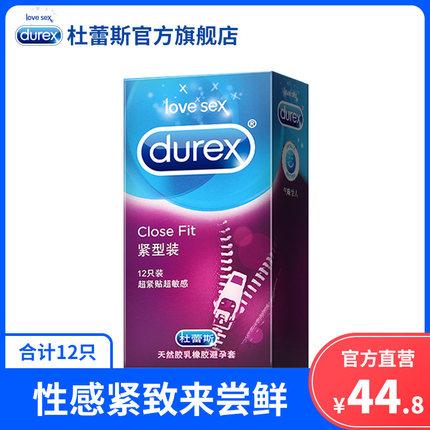 love sex
durex 杜蕾斯官方旗舰店
love sex
durex®
Close Fit
紧型装
12只装
超紧贴超敏感
杜蕾斯
天然胶乳橡胶避孕套
合计12只
官方直营
¥44.8
性感紧致来尝鲜